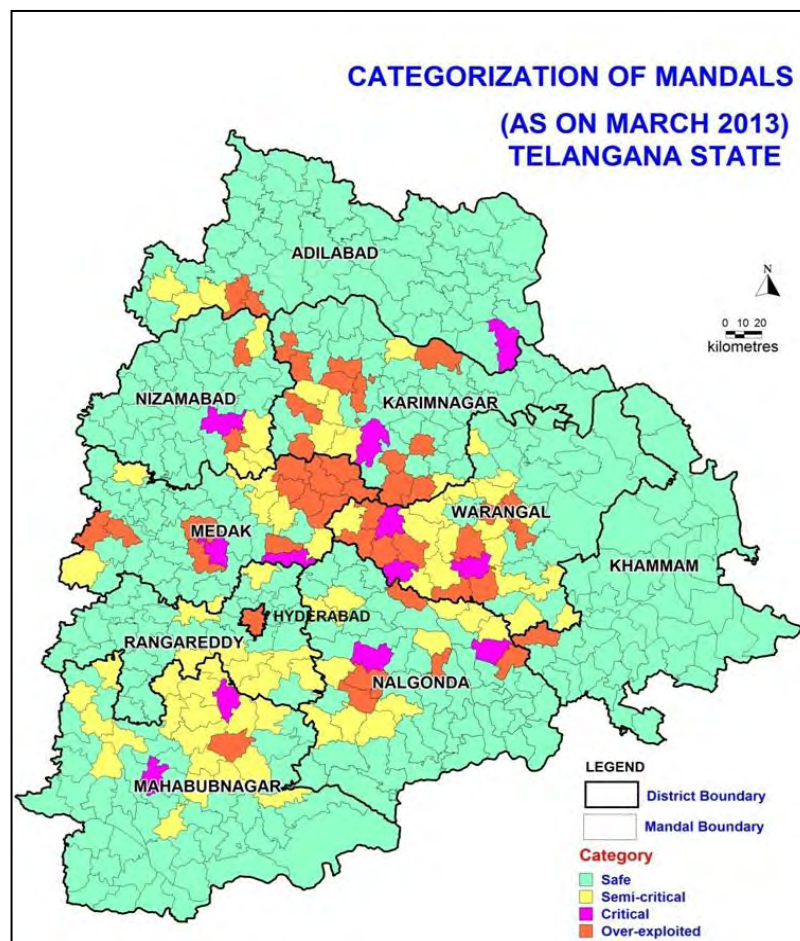 CATEGORIZATION OF MANDALS
(AS ON MARCH 2013)
TELANGANA STATE
ADILABAD
N
0 10 20
kilometres
NIZAMABAD
KARIMNAGAR
WARANGAL
MEDAK
KHAMMAM
HYDERABAD
RANGAREDDY
NALGONDA
MAHABUBNAGAR
LEGEND
District Boundary
Mandal Boundary
Category
Safe
Semi-critical
Critical
Over-exploited